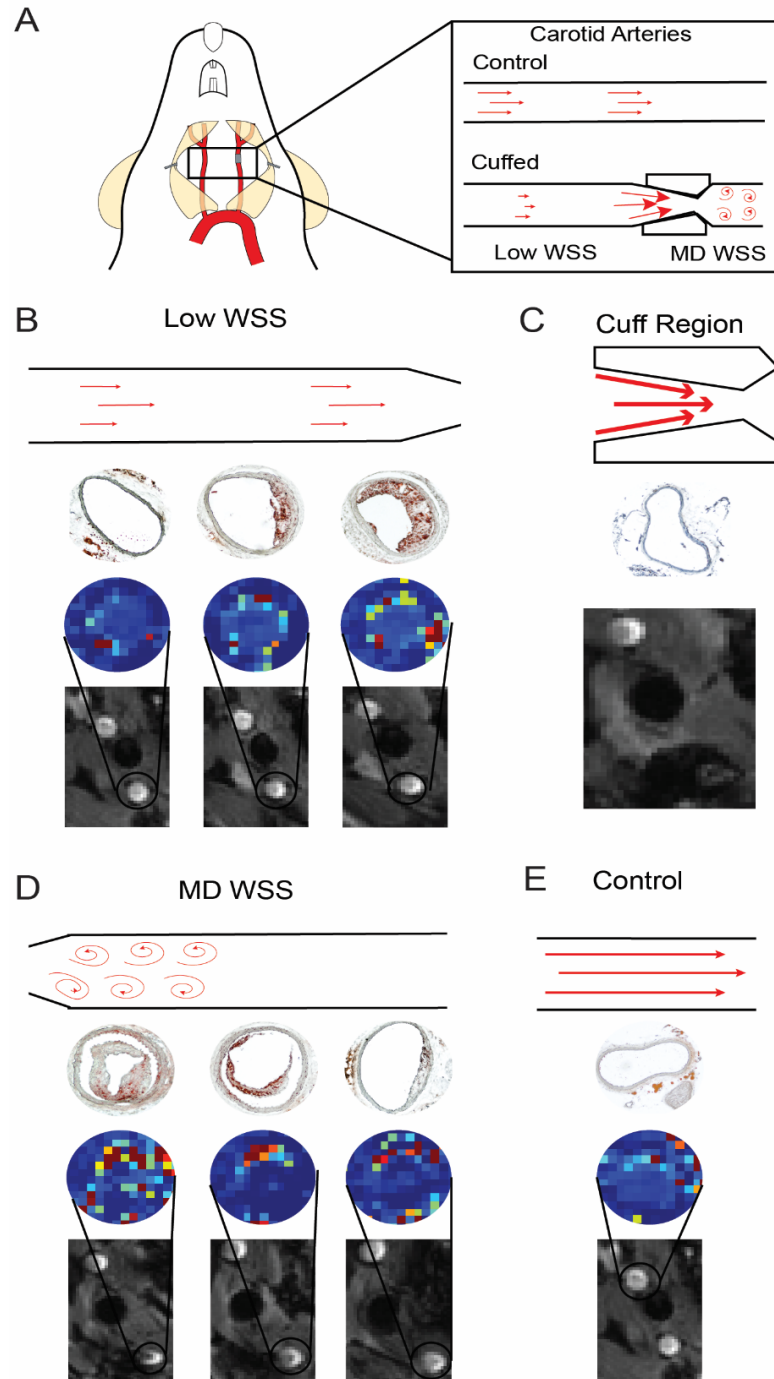 A
Carotid Arteries
Control
Cuffed
Low WSS
MD WSS
B
Low WSS
C
Cuff Region
D
MD WSS
E
Control